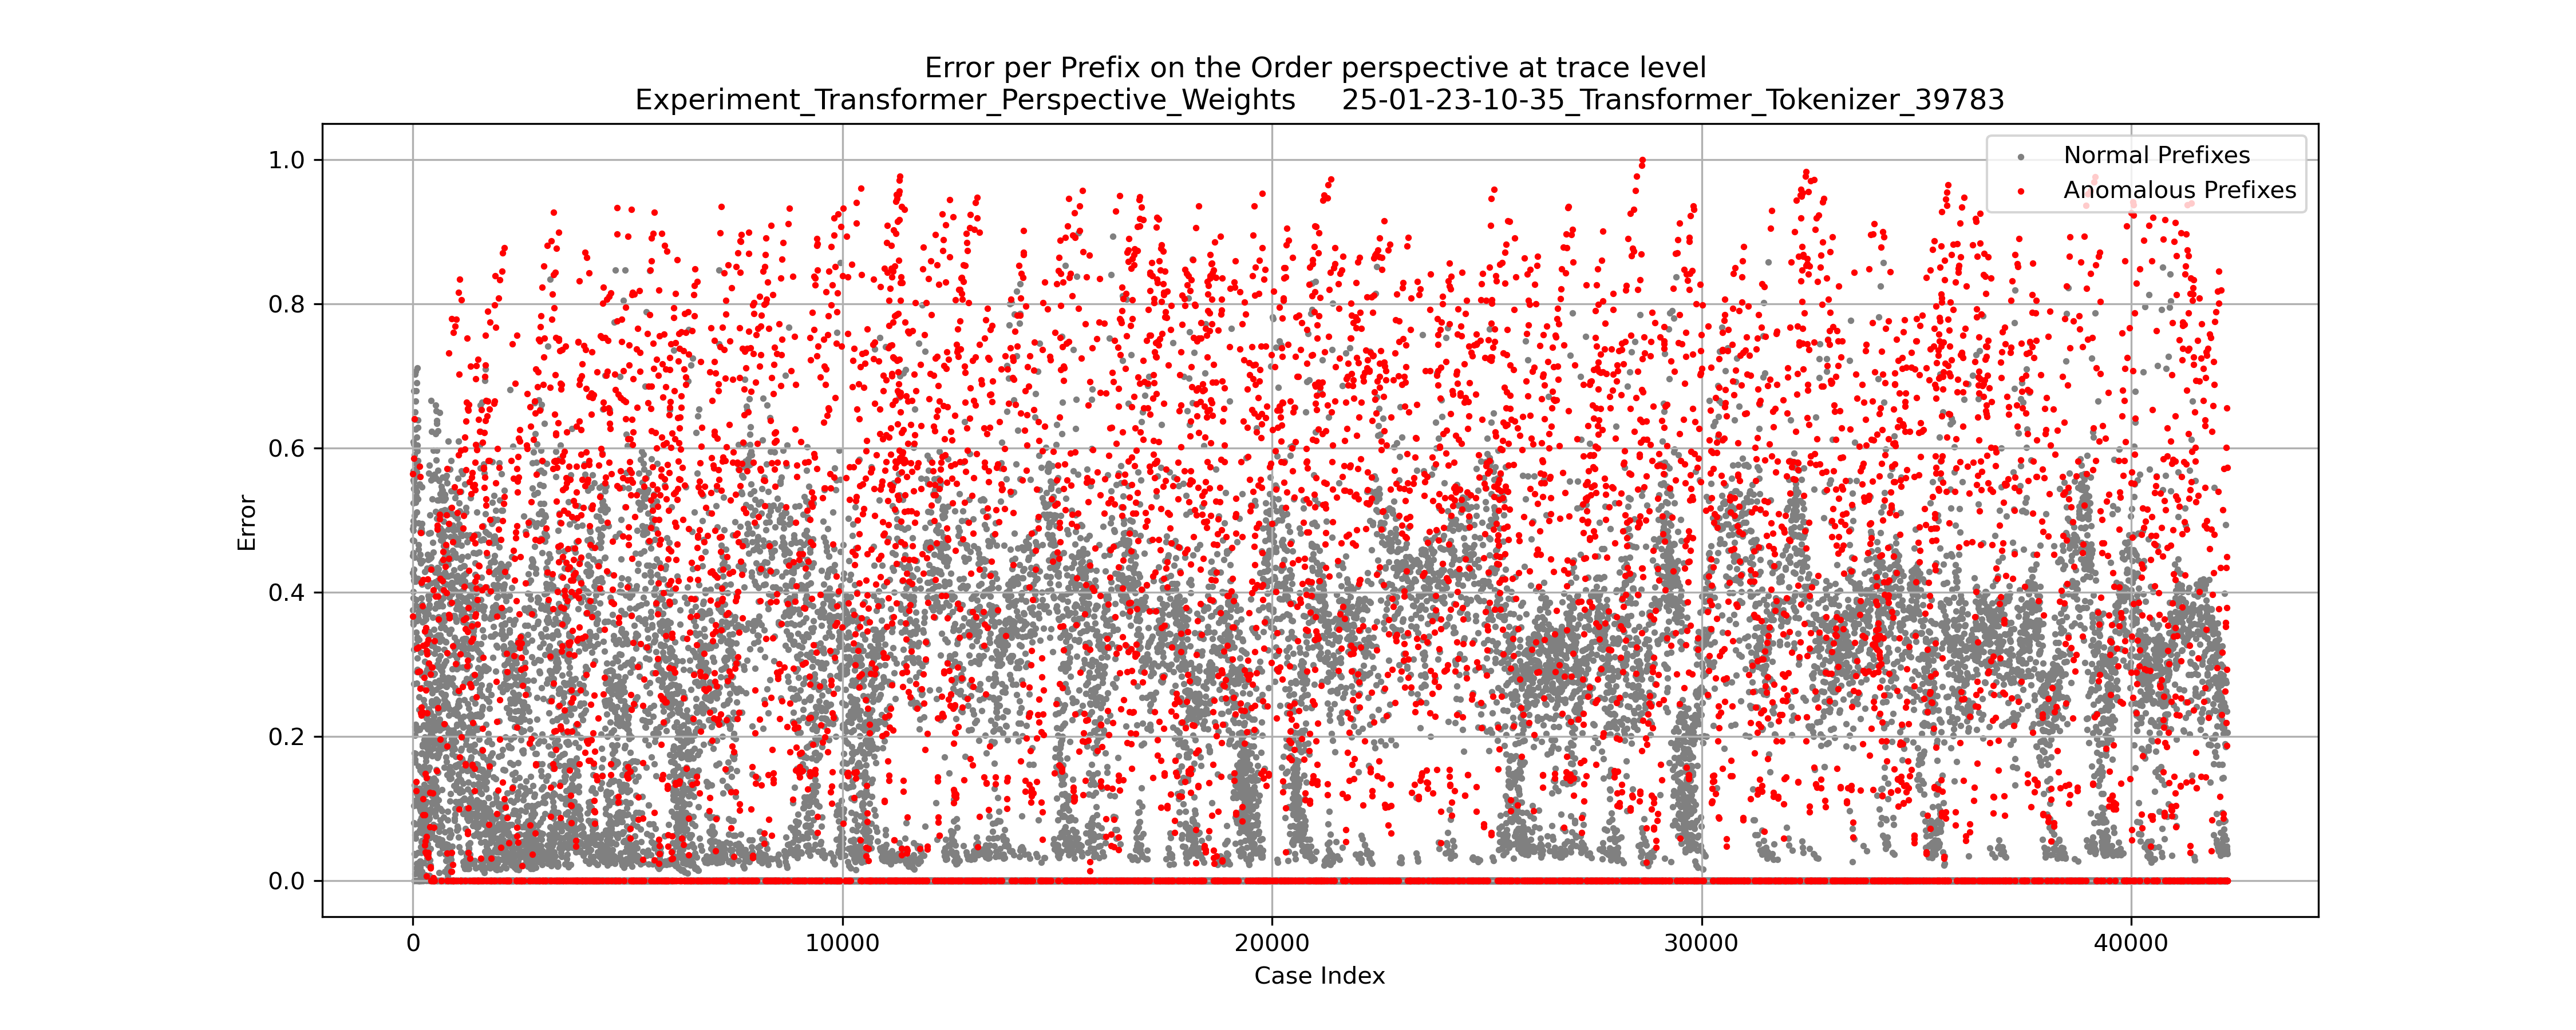 Error per Prefix on the Order perspective at trace level
Experiment_Transformer_Perspective_Weights 25-01-23-10-35_Transformer_Tokenizer_39783
Normal Prefixes
Anomalous Prefixes
Error
1.0
0.8
0.6
0.4
0.2
0.0
0 10000 20000 30000 40000
Case Index